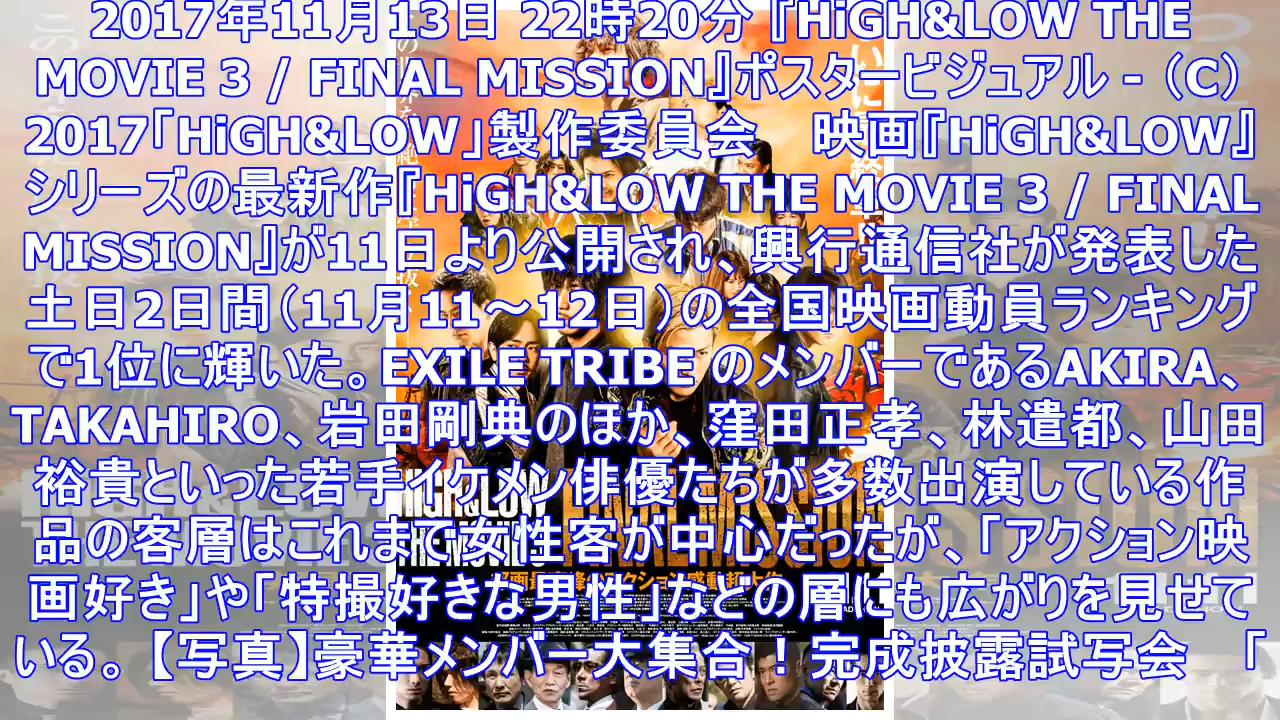 2017年11月13日 22時20分『HiGH&LOW THE
MOVIE 3 / FINAL MISSION』ポスタービジュアル - （C）
2017「HiGH&LOW」製作委員会　映画『HiGH&LOW』
シリーズの最新作『HiGH&LOW THE MOVIE 3 / FINAL
MISSION』が11日より公開され、興行通信社が発表した
土日2日間（11月11～12日）の全国映画動員ランキング
で1位に輝いた。EXILE TRIBE のメンバーであるAKIRA、
TAKAHIRO、岩田剛典のほか、窪田正孝、林遣都、山田
裕貴といった若手イケメン俳優たちが多数出演している作
品の客層はこれまで女性客が中心だったが、「アクション映
画好き」や「特撮好きな男性」などの層にも広がりを見せて
いる。【写真】豪華メンバー大集合！完成披露試写会　「
HiGH&LOW
THE MOVIE 3
FINAL MISSION